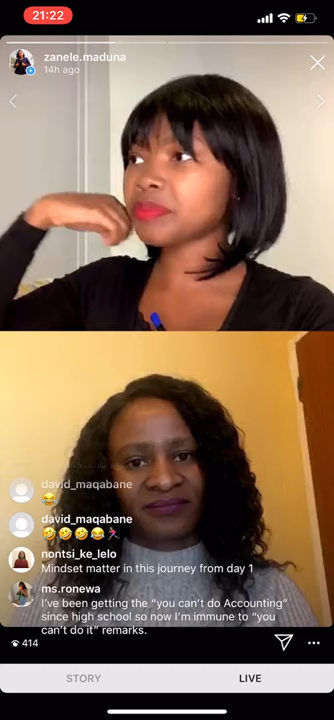 21:22
zanele.maduna
14h ago
david_maqabane
😂
david_maqabane
🤣🤣🤣😂🏃🏾‍♀️
nontsi_ke_lelo
Mindset matter in this journey from day 1
ms.ronewa
I've been getting the "you can't do Accounting"
since high school so now I'm immune to "you
can't do it" remarks.
414
STORY
LIVE